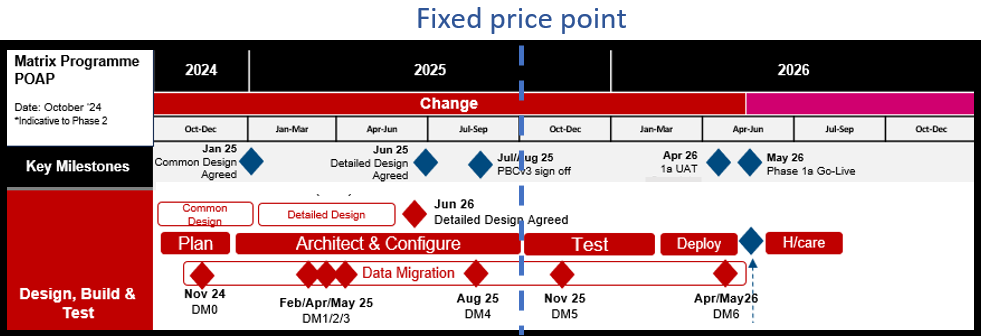 Fixed price point
Matrix Programme
POAP
Date: October '24
*Indicative to Phase 2
2024
2025
2026
Change
Oct-Dec
Jan-Mar
Apr-Jun
Jul-Sep
Oct-Dec
Jan-Mar
Apr-Jun
Jul-Sep
Oct-Dec
Key Milestones
Jan 25
Common Design
Agreed
Jun 25
Detailed Design
Agreed
Jul/Aug 25
PBCv3 sign off
Apr 26
1a UAT
May 26
Phase 1a Go-Live
Design, Build &
Test
Common
Design
Detailed Design
Jun 26
Detailed Design Agreed
Plan
Architect & Configure
Test
Deploy
H/care
Data Migration
Nov 24
DM0
Feb/Apr/May 25
DM1/2/3
Aug 25
DM4
Nov 25
DM5
Apr/May26
DM6